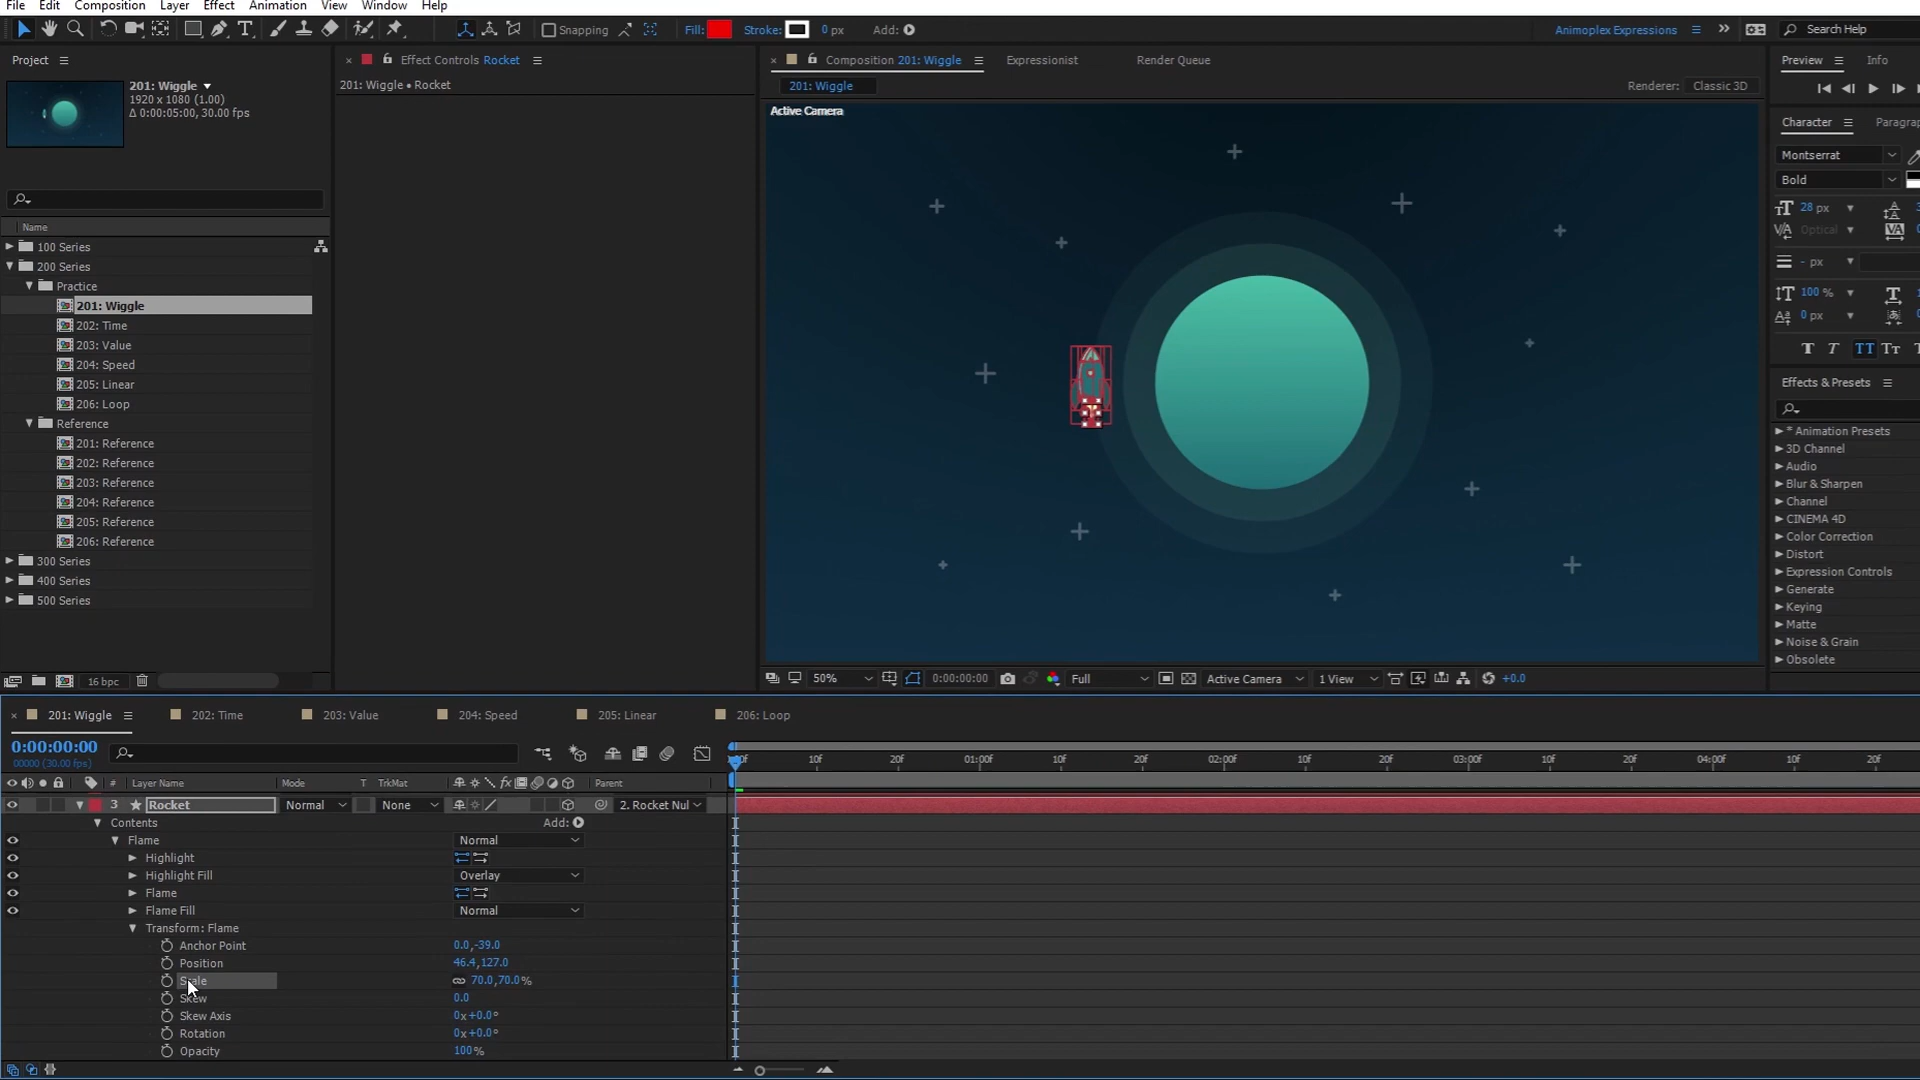 File Edit Composition Layer Effect Animation View Window Help
Snapping Fill: Stroke: 0 px Add: Animoplex Expressions Search Help
Project
201: Wiggle
1920 x 1080 (1.00)
Δ 0:00:05:00, 30.00 fps
Name
100 Series
200 Series
Practice
201: Wiggle
202: Time
203: Value
204: Speed
205: Linear
206: Loop
Reference
201: Reference
202: Reference
203: Reference
204: Reference
205: Reference
206: Reference
300 Series
400 Series
500 Series
16 bpc
Effect Controls Rocket
201: Wiggle • Rocket
Composition 201: Wiggle Expressionist Render Queue
201: Wiggle Renderer: Classic 3D
Active Camera
50% 0:00:00:00 Full Active Camera 1 View +0.0
Preview Info
Character Paragrap
Montserrat
Bold
28 px
Optical
- px
100 %
0 px
T T TT Tт
Effects & Presets
* Animation Presets
3D Channel
Audio
Blur & Sharpen
Channel
CINEMA 4D
Color Correction
Distort
Expression Controls
Generate
Keying
Matte
Noise & Grain
Obsolete
201: Wiggle 202: Time 203: Value 204: Speed 205: Linear 206: Loop
0:00:00:00
00000 (30.00 fps)
10f 20f 01:00f 10f 20f 02:00f 10f 20f 03:00f 10f 20f 04:00f 10f 20f
# Layer Name Mode T TrkMat fx Parent
3 Rocket Normal None 2. Rocket Nul
Contents Add:
Flame Normal
Highlight
Highlight Fill Overlay
Flame
Flame Fill Normal
Transform: Flame
Anchor Point 0.0,-39.0
Position 46.4,127.0
Scale 70.0,70.0%
Skew 0.0
Skew Axis 0x+0.0°
Rotation 0x+0.0°
Opacity 100%